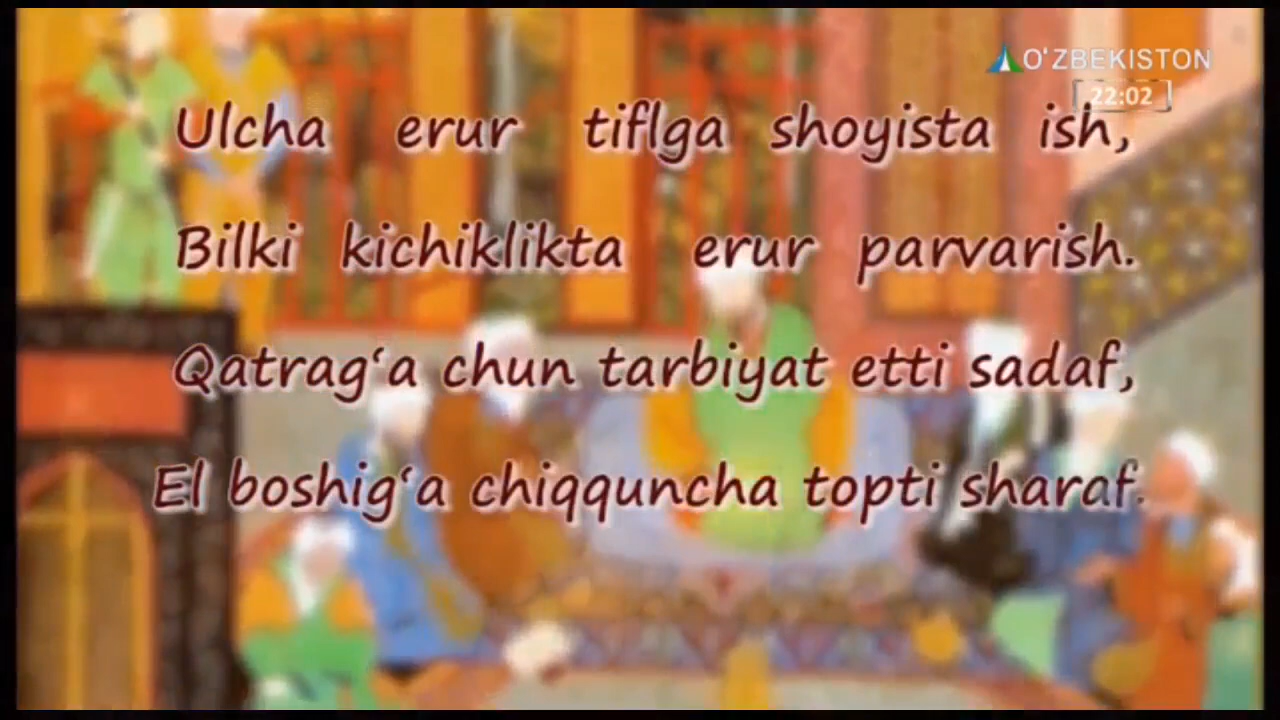 O'ZBEKISTON
22:02
Ulcha erur tiflga shoyista ish,
Bilki kichiklikta erur parvarish.
Qatrag‘a chun tarbiyat etti sadaf,
El boshig‘a chiqquncha topti sharaf.